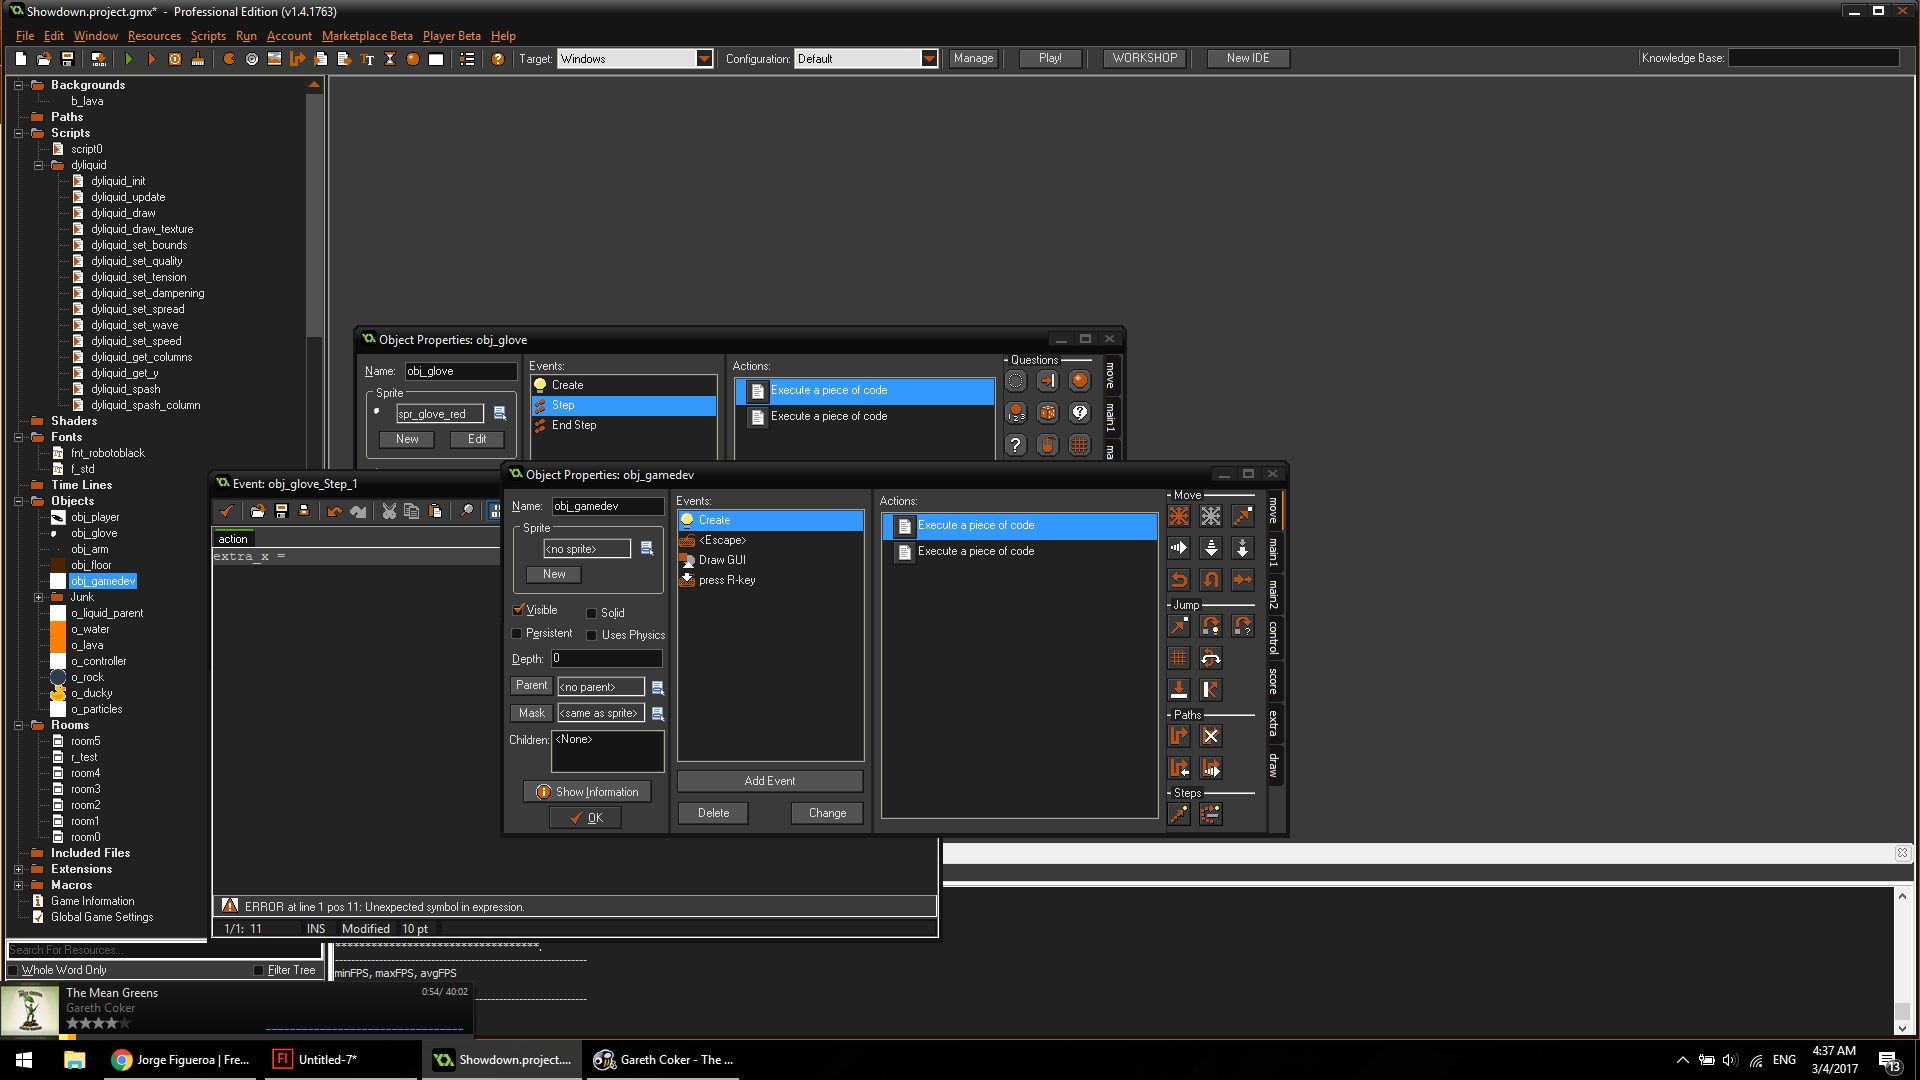 Showdown.project.gmx* - Professional Edition (v1.4.1763)
File Edit Window Resources Scripts Run Account Marketplace Beta Player Beta Help
Target: Windows Configuration: Default Manage Play! WORKSHOP New IDE Knowledge Base:
Backgrounds
b_lava
Paths
Scripts
script0
dyliquid
dyliquid_init
dyliquid_update
dyliquid_draw
dyliquid_draw_texture
dyliquid_set_bounds
dyliquid_set_quality
dyliquid_set_tension
dyliquid_set_dampening
dyliquid_set_spread
dyliquid_set_wave
dyliquid_set_speed
dyliquid_get_columns
dyliquid_get_y
dyliquid_spash
dyliquid_spash_column
Shaders
Fonts
fnt_robotoblack
f_std
Time Lines
Objects
obj_player
obj_glove
obj_arm
obj_floor
obj_gamedev
Junk
o_liquid_parent
o_water
o_lava
o_controller
o_rock
o_ducky
o_particles
Rooms
room5
r_test
room4
room3
room2
room1
room0
Included Files
Extensions
Macros
Game Information
Global Game Settings
Search For Resources...
Whole Word Only Filter Tree
Object Properties: obj_glove
Name: obj_glove
Sprite
spr_glove_red
New Edit
Events:
Create
Step
End Step
Actions:
Execute a piece of code
Execute a piece of code
Questions
move
main1
ma
Event: obj_glove_Step_1
action
extra_x =
ERROR at line 1 pos 11: Unexpected symbol in expression.
1/1: 11 INS Modified 10 pt
Object Properties: obj_gamedev
Name: obj_gamedev
Sprite
<no sprite>
New
Visible Solid
Persistent Uses Physics
Depth: 0
Parent <no parent>
Mask <same as sprite>
Children: <None>
Show Information
OK
Events:
Create
<Escape>
Draw GUI
press R-key
Add Event
Delete Change
Actions:
Execute a piece of code
Execute a piece of code
Move
Jump
Paths
Steps
move
main1
main2
control
score
extra
draw
**********************************.
minFPS, maxFPS, avgFPS
The Mean Greens 0:54/ 40:02
Gareth Coker
Jorge Figueroa | Fre... Untitled-7* Showdown.project.... Gareth Coker - The ... ENG 4:37 AM
3/4/2017
13